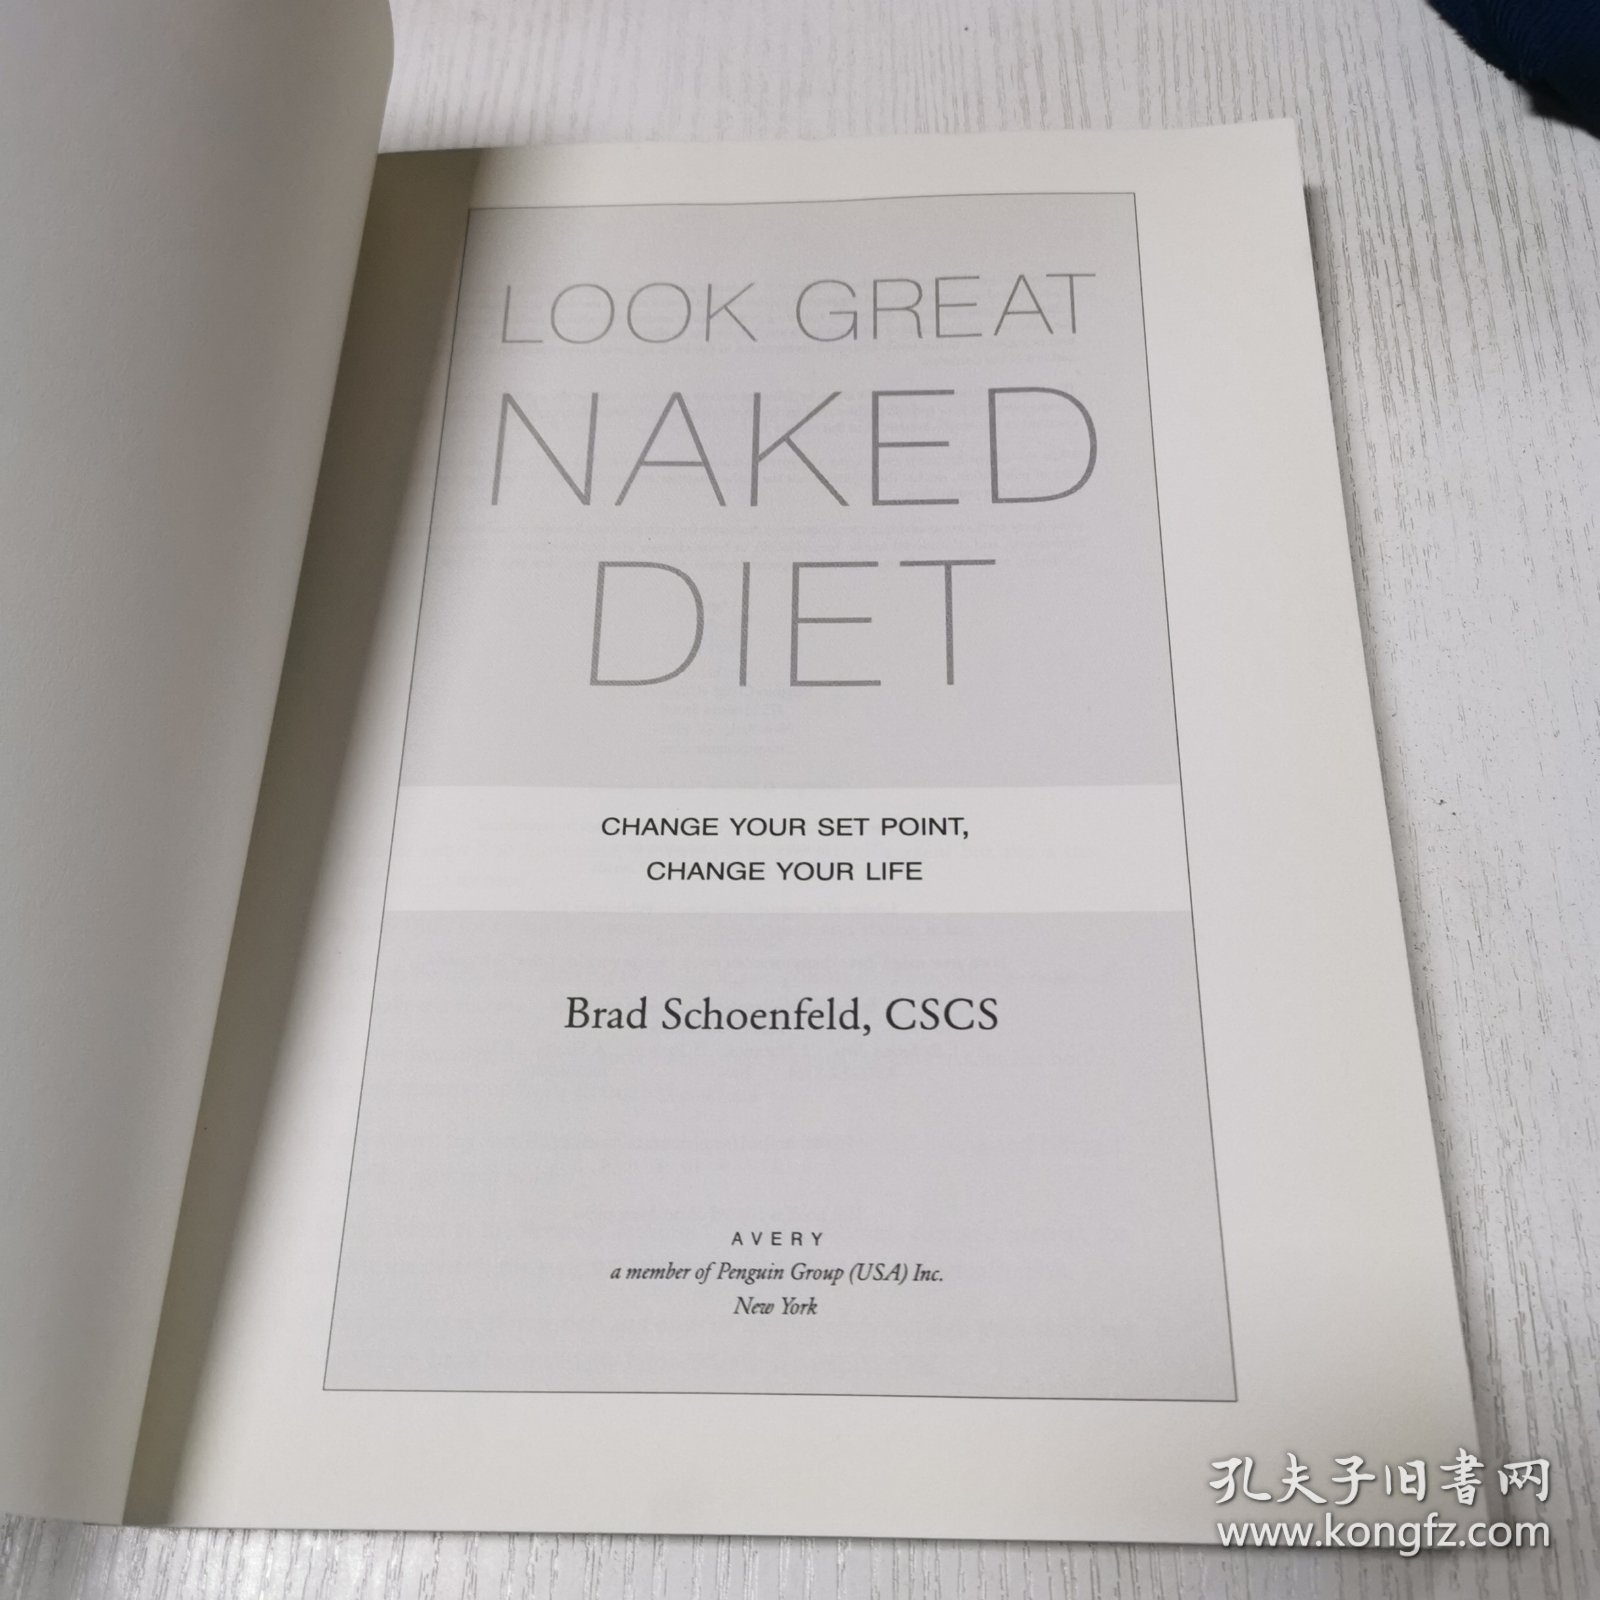 LOOK GREAT
NAKED
DIET
CHANGE YOUR SET POINT,
CHANGE YOUR LIFE
Brad Schoenfeld, CSCS
AVERY
a member of Penguin Group (USA) Inc.
New York
孔夫子旧书网
www.kongfz.com